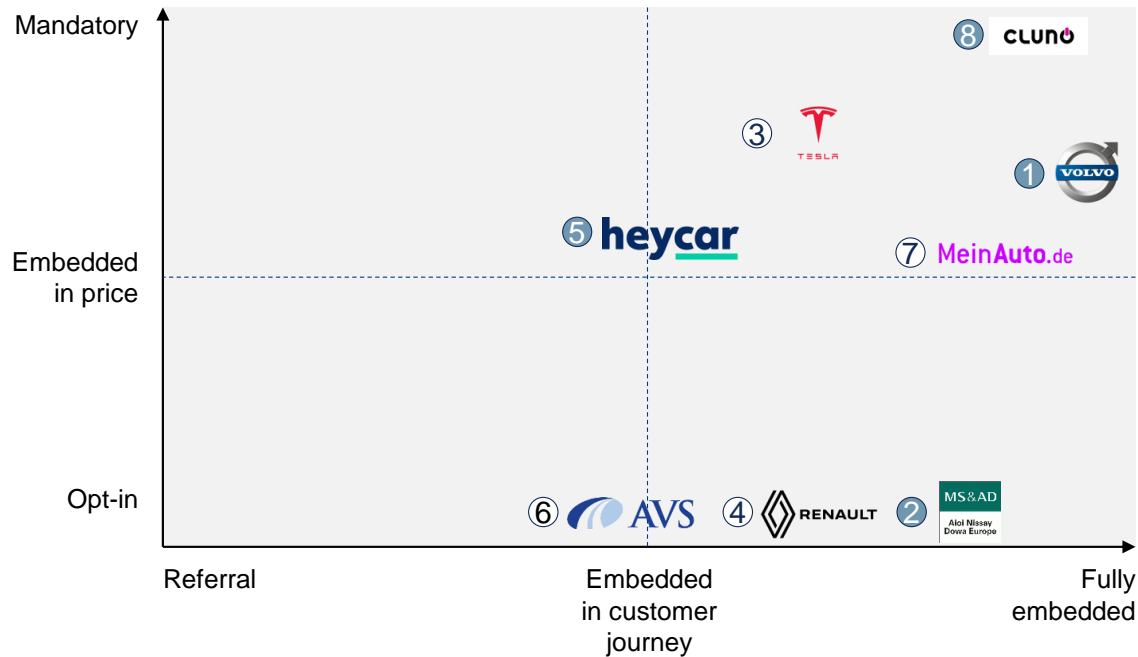 Mandatory
8 CLUNO
3
TESLA
1 VOLVO
5 heycar
7 MeinAuto.de
Embedded
in price
Opt-in
6 AVS
4 RENAULT
2 MS&AD
Aioi Nissay
Dowa Europe
Referral
Embedded
in customer
journey
Fully
embedded